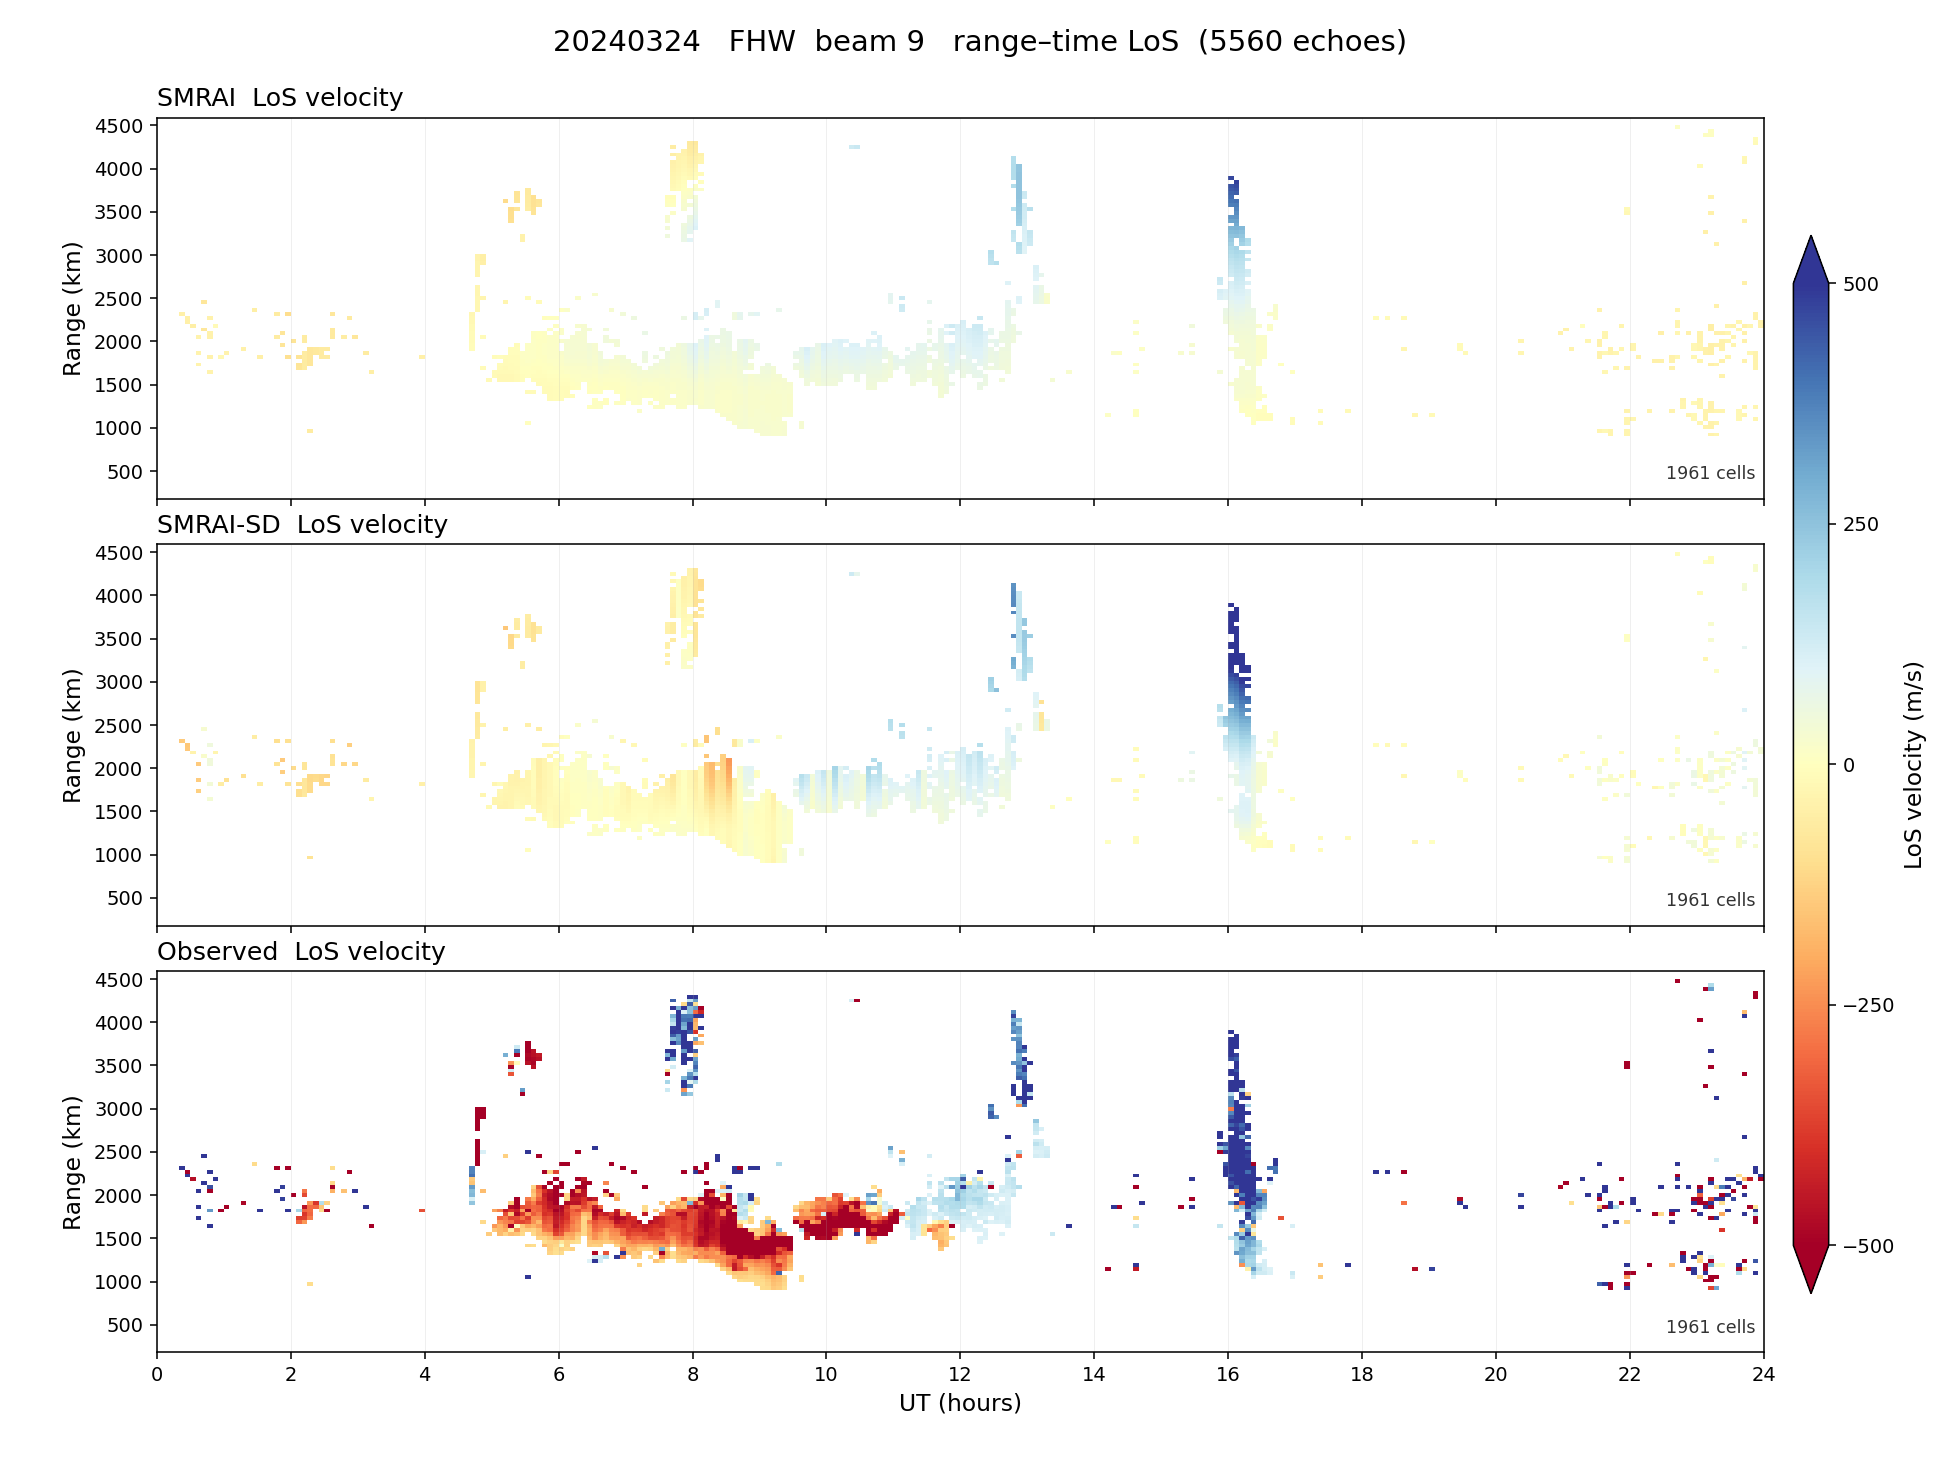 20240324   FHW  beam 9   range–time LoS  (5560 echoes)
SMRAI  LoS velocity
4500
4000
3500
3000
2500
2000
1500
1000
500
Range (km)
1961 cells
SMRAI-SD  LoS velocity
4500
4000
3500
3000
2500
2000
1500
1000
500
Range (km)
1961 cells
Observed  LoS velocity
4500
4000
3500
3000
2500
2000
1500
1000
500
Range (km)
1961 cells
0 2 4 6 8 10 12 14 16 18 20 22 24
UT (hours)
500
250
0
−250
−500
LoS velocity (m/s)